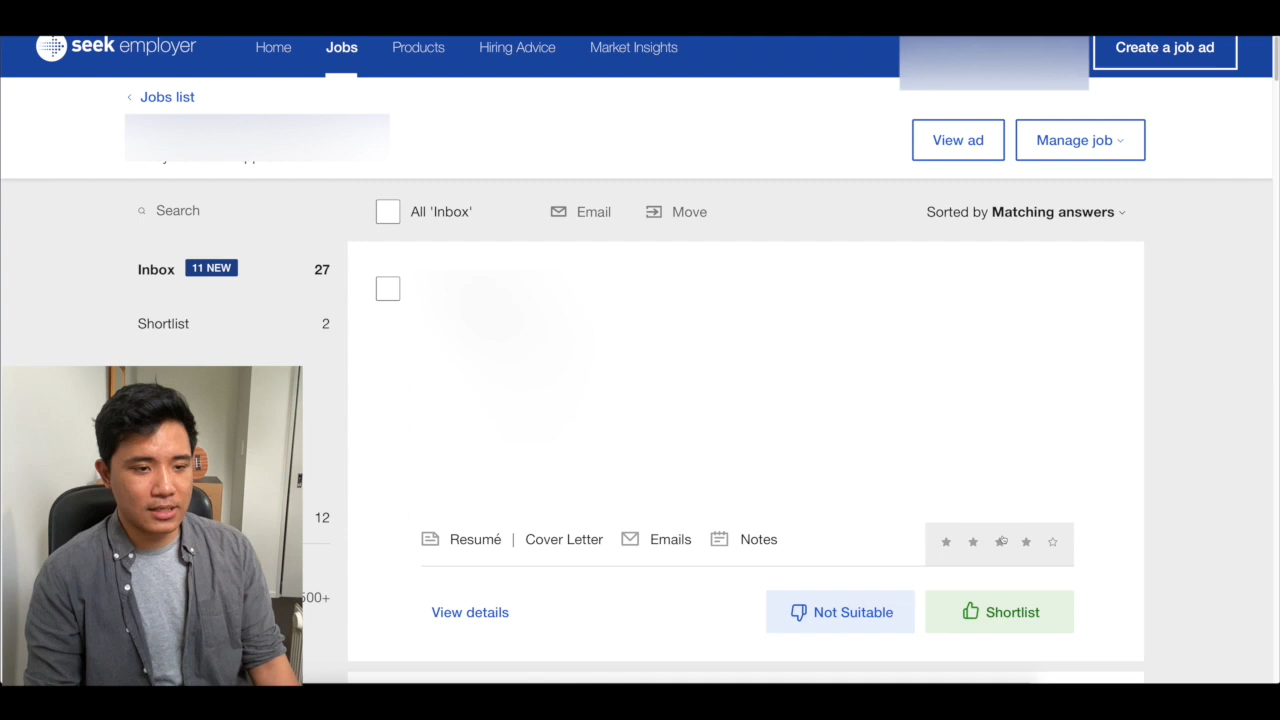 seek employer
Home Jobs Products Hiring Advice Market Insights
Create a job ad
Jobs list
View ad
Manage job
Search
All 'Inbox'
Email
Move
Sorted by Matching answers
Inbox 11 NEW 27
Shortlist 2
12
500+
Resumé | Cover Letter Emails Notes
View details
Not Suitable
Shortlist